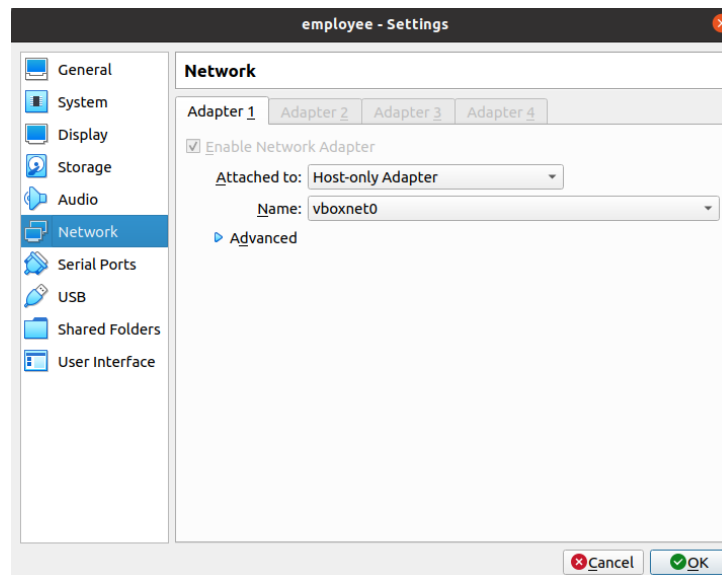 employee - Settings
General
System
Display
Storage
Audio
Network
Serial Ports
USB
Shared Folders
User Interface
Network
Adapter 1
Adapter 2
Adapter 3
Adapter 4
Enable Network Adapter
Attached to: Host-only Adapter
Name: vboxnet0
Advanced
Cancel
OK